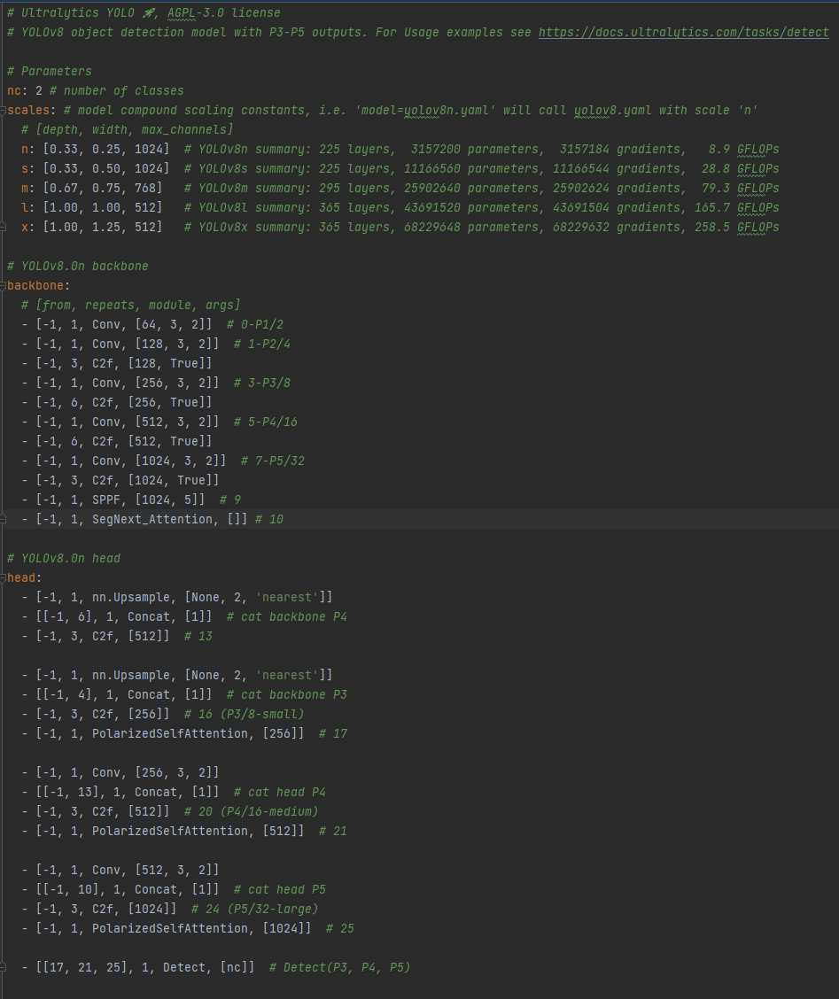 # Ultralytics YOLO 🚀, AGPL-3.0 license
# YOLOv8 object detection model with P3-P5 outputs. For Usage examples see https://docs.ultralytics.com/tasks/detect

# Parameters
nc: 2 # number of classes
scales: # model compound scaling constants, i.e. 'model=yolov8n.yaml' will call yolov8.yaml with scale 'n'
  # [depth, width, max_channels]
  n: [0.33, 0.25, 1024]  # YOLOv8n summary: 225 layers,  3157200 parameters,  3157184 gradients,   8.9 GFLOPs
  s: [0.33, 0.50, 1024]  # YOLOv8s summary: 225 layers, 11166560 parameters, 11166544 gradients,  28.8 GFLOPs
  m: [0.67, 0.75, 768]   # YOLOv8m summary: 295 layers, 25902640 parameters, 25902624 gradients,  79.3 GFLOPs
  l: [1.00, 1.00, 512]   # YOLOv8l summary: 365 layers, 43691520 parameters, 43691504 gradients, 165.7 GFLOPs
  x: [1.00, 1.25, 512]   # YOLOv8x summary: 365 layers, 68229648 parameters, 68229632 gradients, 258.5 GFLOPs

# YOLOv8.0n backbone
backbone:
  # [from, repeats, module, args]
  - [-1, 1, Conv, [64, 3, 2]]  # 0-P1/2
  - [-1, 1, Conv, [128, 3, 2]]  # 1-P2/4
  - [-1, 3, C2f, [128, True]]
  - [-1, 1, Conv, [256, 3, 2]]  # 3-P3/8
  - [-1, 6, C2f, [256, True]]
  - [-1, 1, Conv, [512, 3, 2]]  # 5-P4/16
  - [-1, 6, C2f, [512, True]]
  - [-1, 1, Conv, [1024, 3, 2]]  # 7-P5/32
  - [-1, 3, C2f, [1024, True]]
  - [-1, 1, SPPF, [1024, 5]]  # 9
  - [-1, 1, SegNext_Attention, []] # 10

# YOLOv8.0n head
head:
  - [-1, 1, nn.Upsample, [None, 2, 'nearest']]
  - [[-1, 6], 1, Concat, [1]]  # cat backbone P4
  - [-1, 3, C2f, [512]]  # 13

  - [-1, 1, nn.Upsample, [None, 2, 'nearest']]
  - [[-1, 4], 1, Concat, [1]]  # cat backbone P3
  - [-1, 3, C2f, [256]]  # 16 (P3/8-small)
  - [-1, 1, PolarizedSelfAttention, [256]]  # 17

  - [-1, 1, Conv, [256, 3, 2]]
  - [[-1, 13], 1, Concat, [1]]  # cat head P4
  - [-1, 3, C2f, [512]]  # 20 (P4/16-medium)
  - [-1, 1, PolarizedSelfAttention, [512]]  # 21

  - [-1, 1, Conv, [512, 3, 2]]
  - [[-1, 10], 1, Concat, [1]]  # cat head P5
  - [-1, 3, C2f, [1024]]  # 24 (P5/32-large)
  - [-1, 1, PolarizedSelfAttention, [1024]]  # 25

  - [[17, 21, 25], 1, Detect, [nc]]  # Detect(P3, P4, P5)